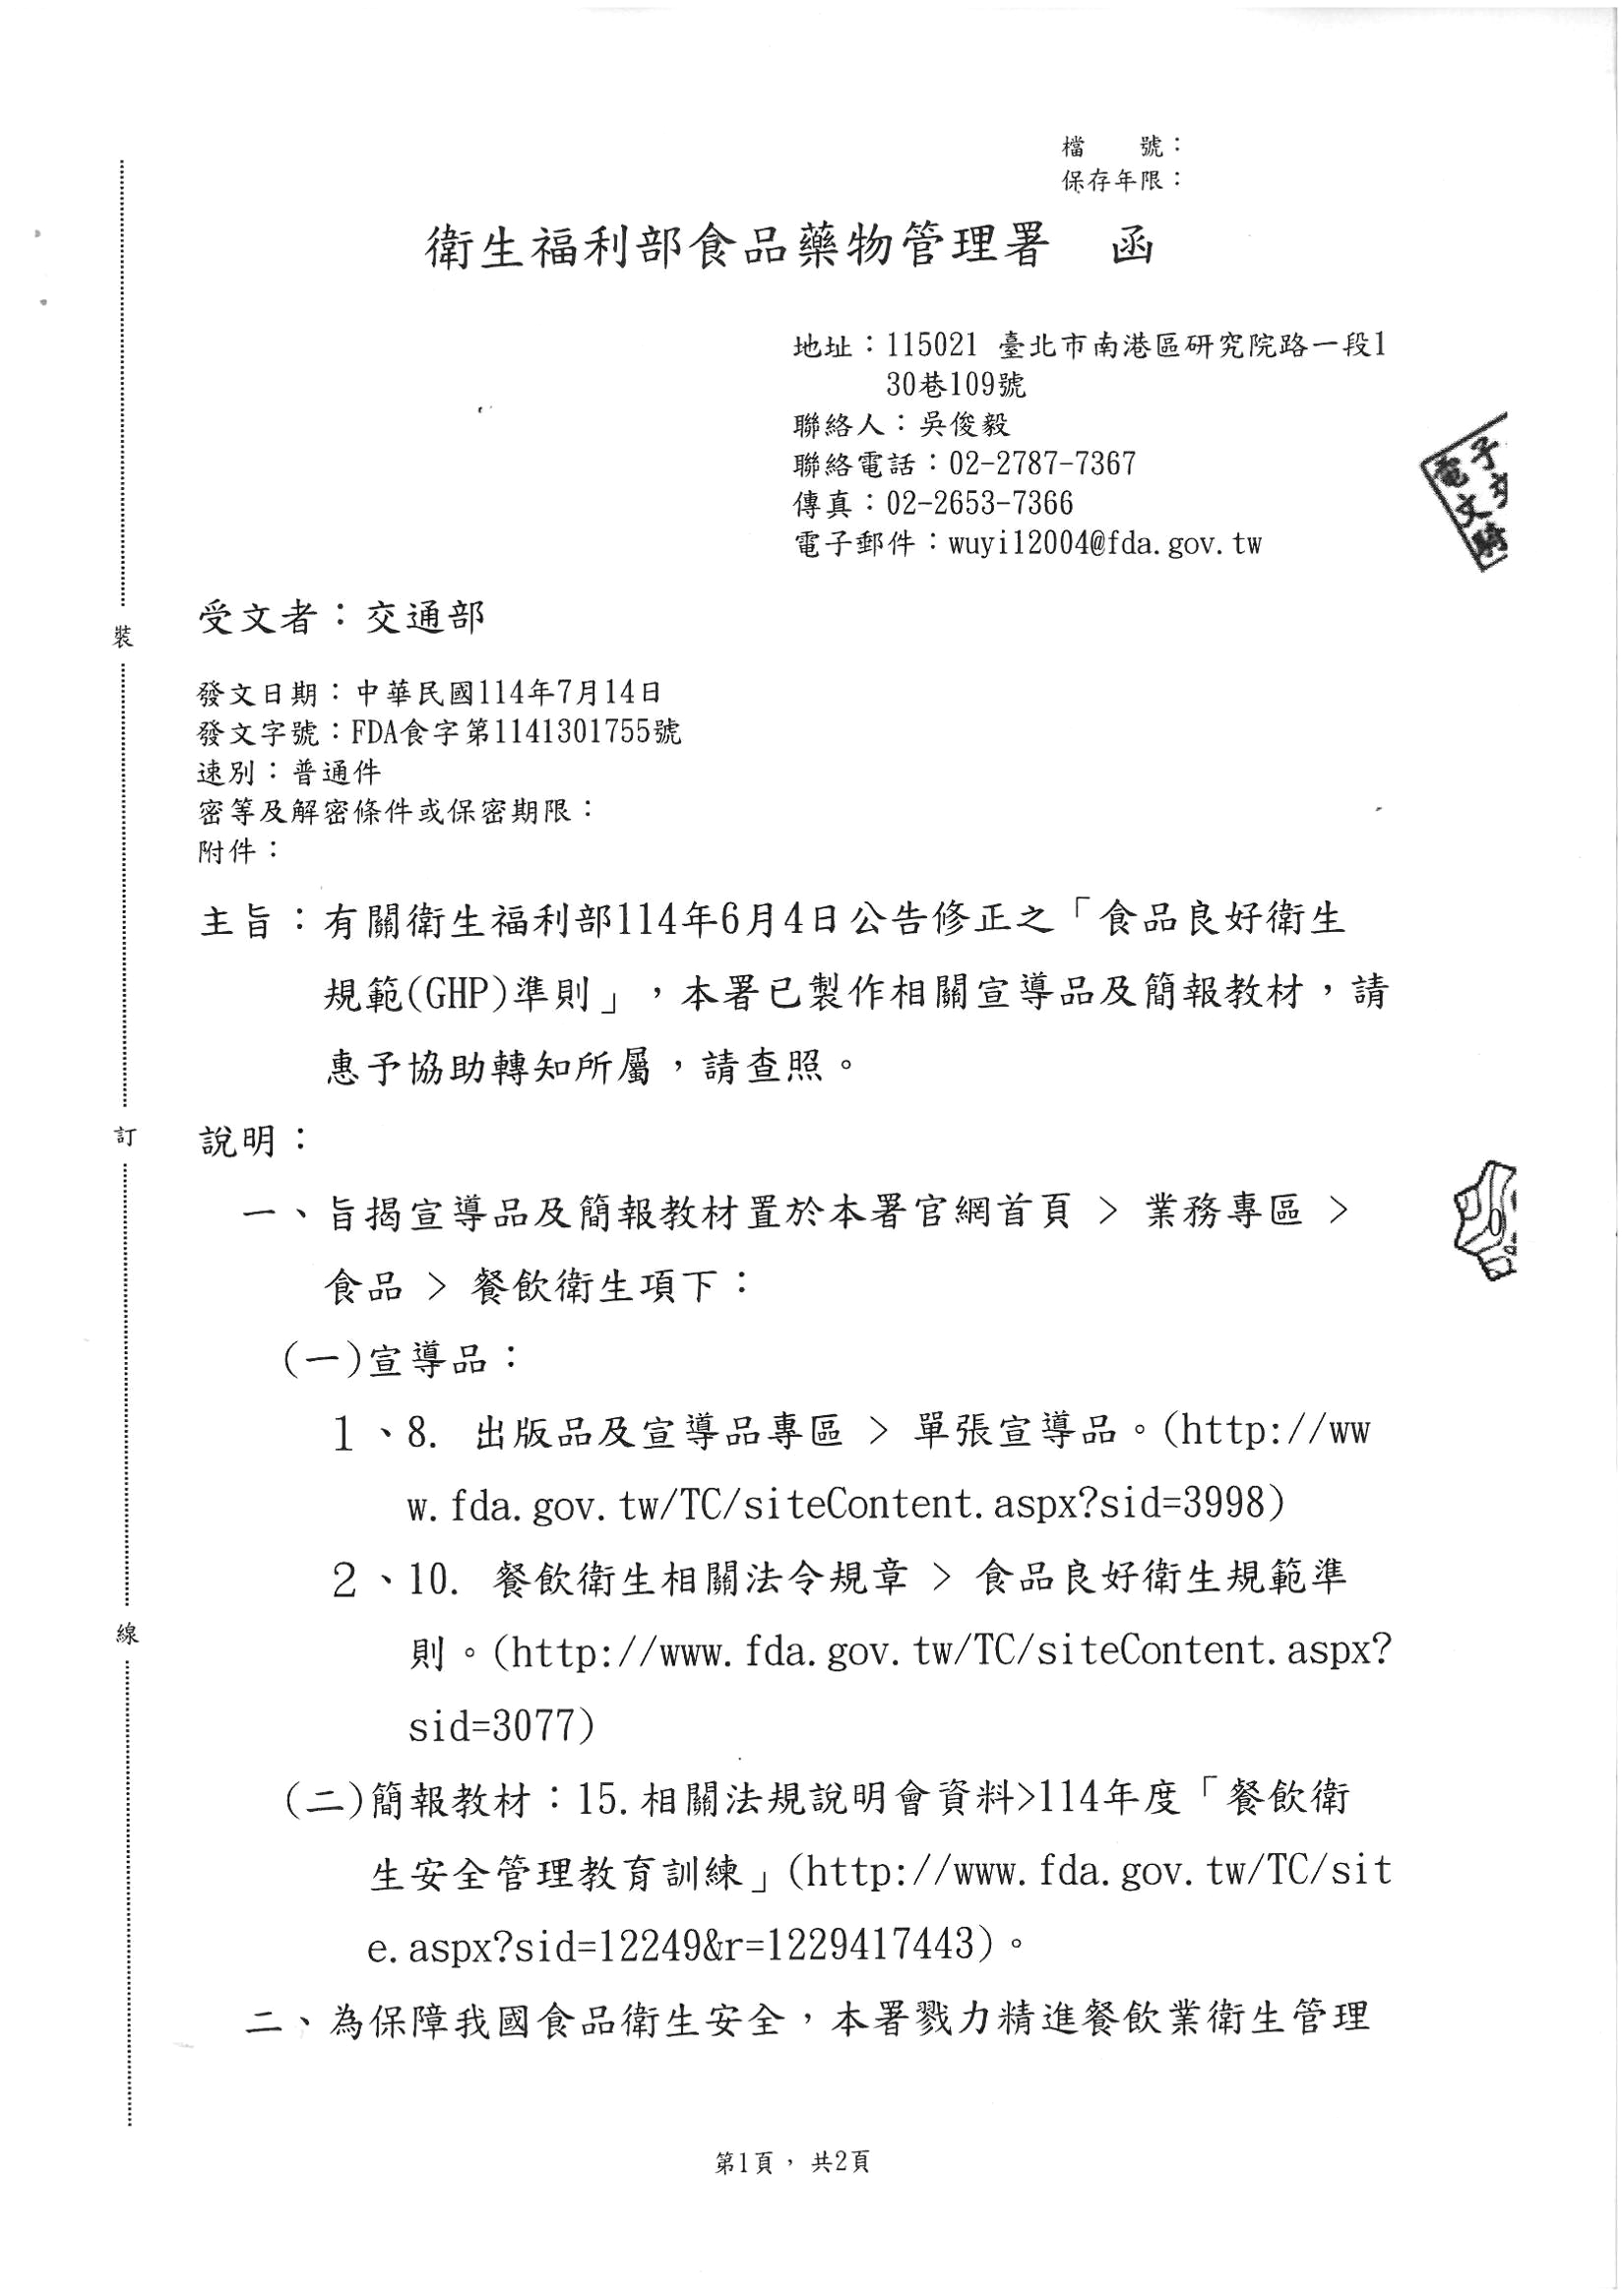 檔　　號：
保存年限：
衛生福利部食品藥物管理署　函
地址：115021 臺北市南港區研究院路一段1
30巷109號
聯絡人：吳俊毅
聯絡電話：02-2787-7367
傳真：02-2653-7366
電子郵件：wuyi12004@fda.gov.tw
電子
文
騎
受文者：交通部
裝
發文日期：中華民國114年7月14日
發文字號：FDA食字第1141301755號
速別：普通件
密等及解密條件或保密期限：
附件：
主旨：有關衛生福利部114年6月4日公告修正之「食品良好衛生
規範(GHP)準則」，本署已製作相關宣導品及簡報教材，請
惠予協助轉知所屬，請查照。
訂
說明：
一、旨揭宣導品及簡報教材置於本署官網首頁 > 業務專區 >
食品 > 餐飲衛生項下：
(一)宣導品：
1、8. 出版品及宣導品專區 > 單張宣導品。(http://ww
w.fda.gov.tw/TC/siteContent.aspx?sid=3998)
2、10. 餐飲衛生相關法令規章 > 食品良好衛生規範準
線
則。(http://www.fda.gov.tw/TC/siteContent.aspx?
sid=3077)
(二)簡報教材：15.相關法規說明會資料>114年度「餐飲衛
生安全管理教育訓練」(http://www.fda.gov.tw/TC/sit
e.aspx?sid=12249&r=1229417443)。
二、為保障我國食品衛生安全，本署戮力精進餐飲業衛生管理
第1頁，共2頁